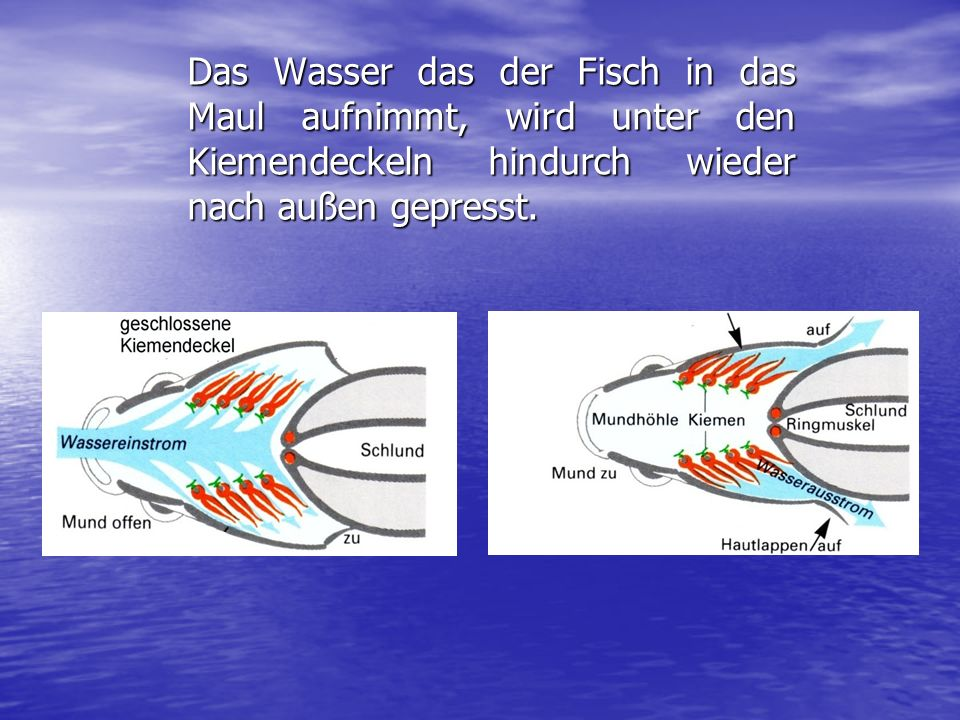 Das Wasser das der Fisch in das
Maul aufnimmt, wird unter den
Kiemendeckeln hindurch wieder
nach außen gepresst.
geschlossene
Kiemendeckel
Wassereinstrom
Schlund
Mund offen
zu
auf
Mundhöhle Kiemen
Schlund
Ringmuskel
Mund zu
Wasserausstrom
Hautlappen auf